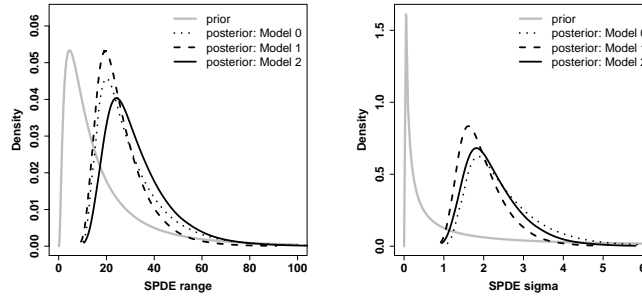 prior
posterior: Model 0
posterior: Model 1
posterior: Model 2
Density
0.00 0.01 0.02 0.03 0.04 0.05 0.06
0 20 40 60 80 100
SPDE range
prior
posterior: Model 0
posterior: Model 1
posterior: Model 2
Density
0.0 0.5 1.0 1.5
0 1 2 3 4 5 6
SPDE sigma